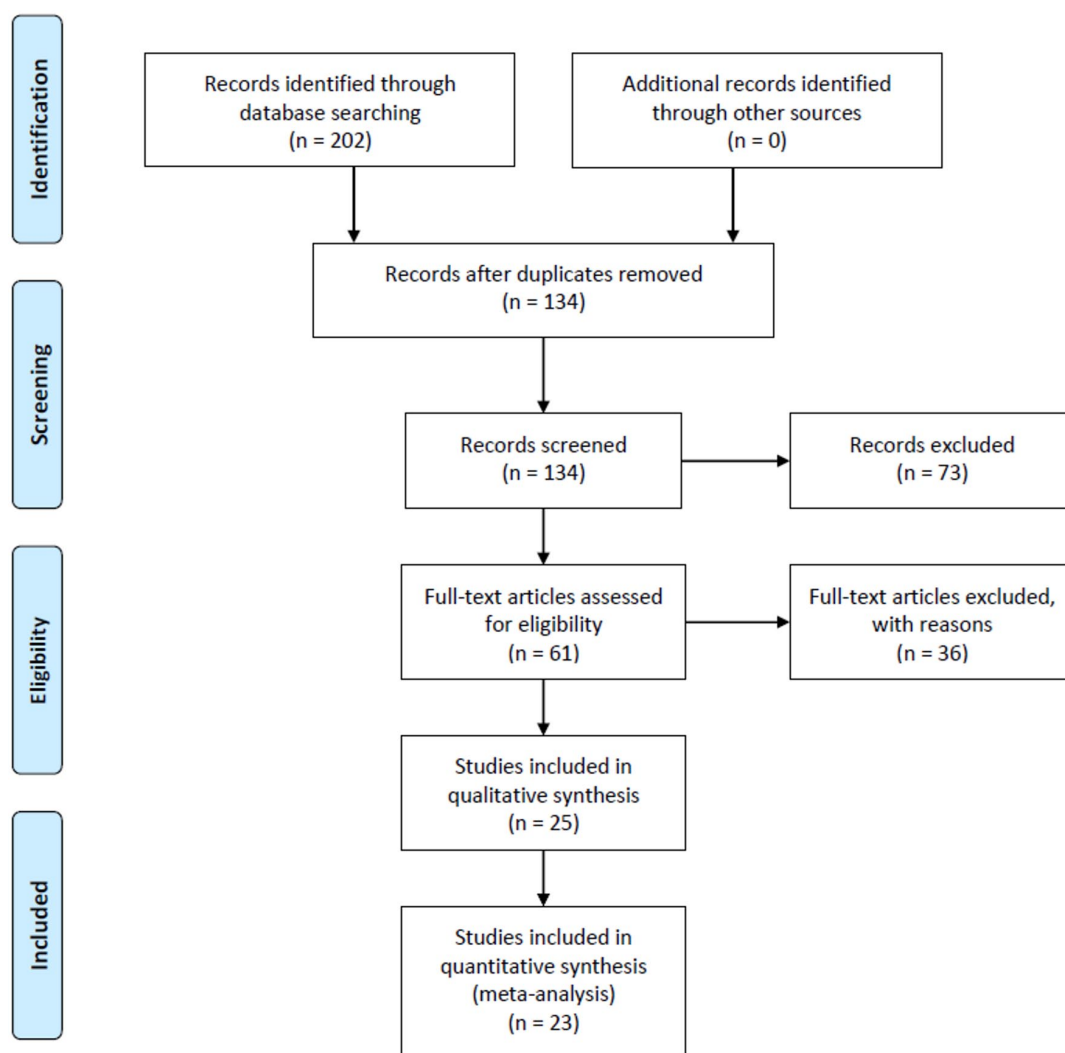 Identification
Records identified through
database searching
(n = 202)
Additional records identified
through other sources
(n = 0)
Records after duplicates removed
(n = 134)
Screening
Records screened
(n = 134)
Records excluded
(n = 73)
Eligibility
Full-text articles assessed
for eligibility
(n = 61)
Full-text articles excluded,
with reasons
(n = 36)
Studies included in
qualitative synthesis
(n = 25)
Included
Studies included in
quantitative synthesis
(meta-analysis)
(n = 23)